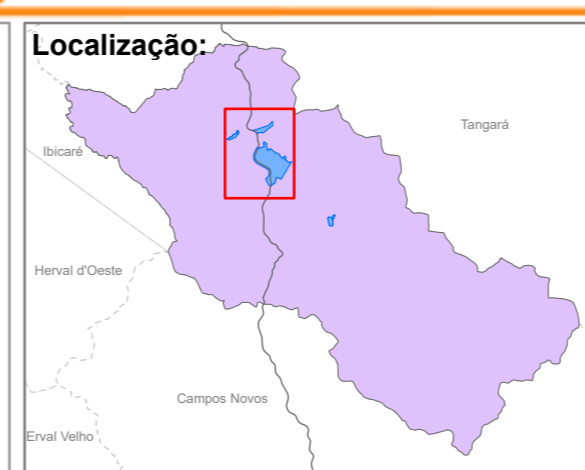 Localização:
Tangará
Ibicaré
Herval d'Oeste
Campos Novos
Erval Velho